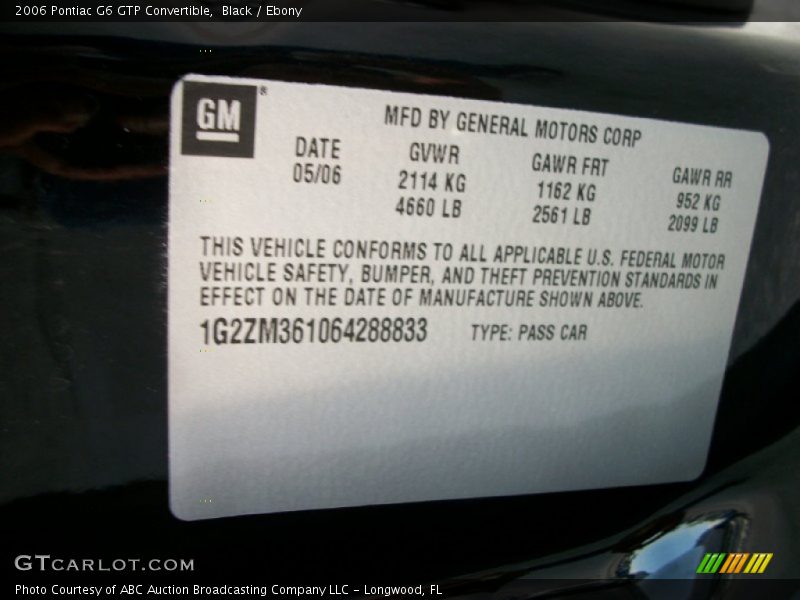 2006 Pontiac G6 GTP Convertible, Black / Ebony
GM®
MFD BY GENERAL MOTORS CORP
DATE GVWR GAWR FRT GAWR RR
05/06 2114 KG 1162 KG 952 KG
4660 LB 2561 LB 2099 LB
THIS VEHICLE CONFORMS TO ALL APPLICABLE U.S. FEDERAL MOTOR
VEHICLE SAFETY, BUMPER, AND THEFT PREVENTION STANDARDS IN
EFFECT ON THE DATE OF MANUFACTURE SHOWN ABOVE.
1G2ZM361064288833 TYPE: PASS CAR
GTCARLOT.COM
Photo Courtesy of ABC Auction Broadcasting Company LLC - Longwood, FL